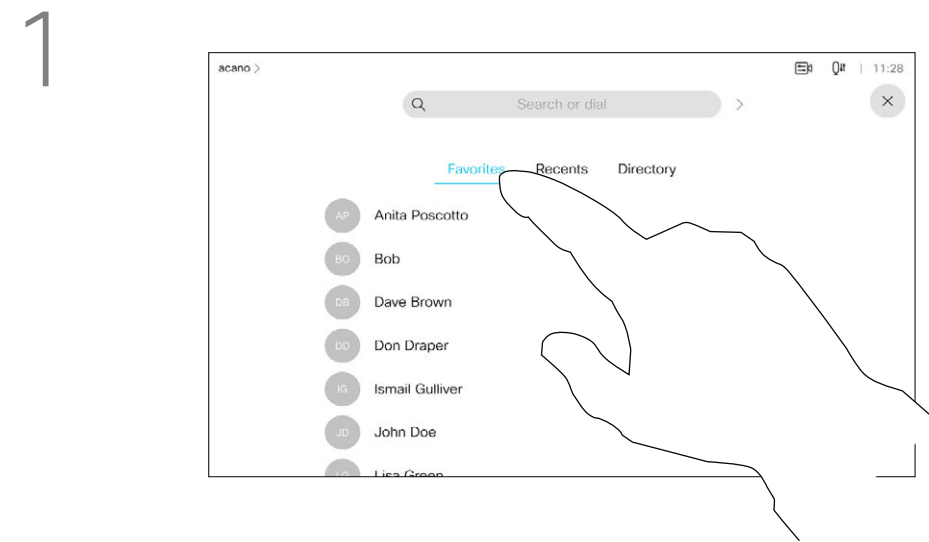 1
acano >
11:28
Search or dial
Favorites Recents Directory
AP Anita Poscotto
BO Bob
DB Dave Brown
DD Don Draper
IG Ismail Gulliver
JD John Doe
LG Lisa Green